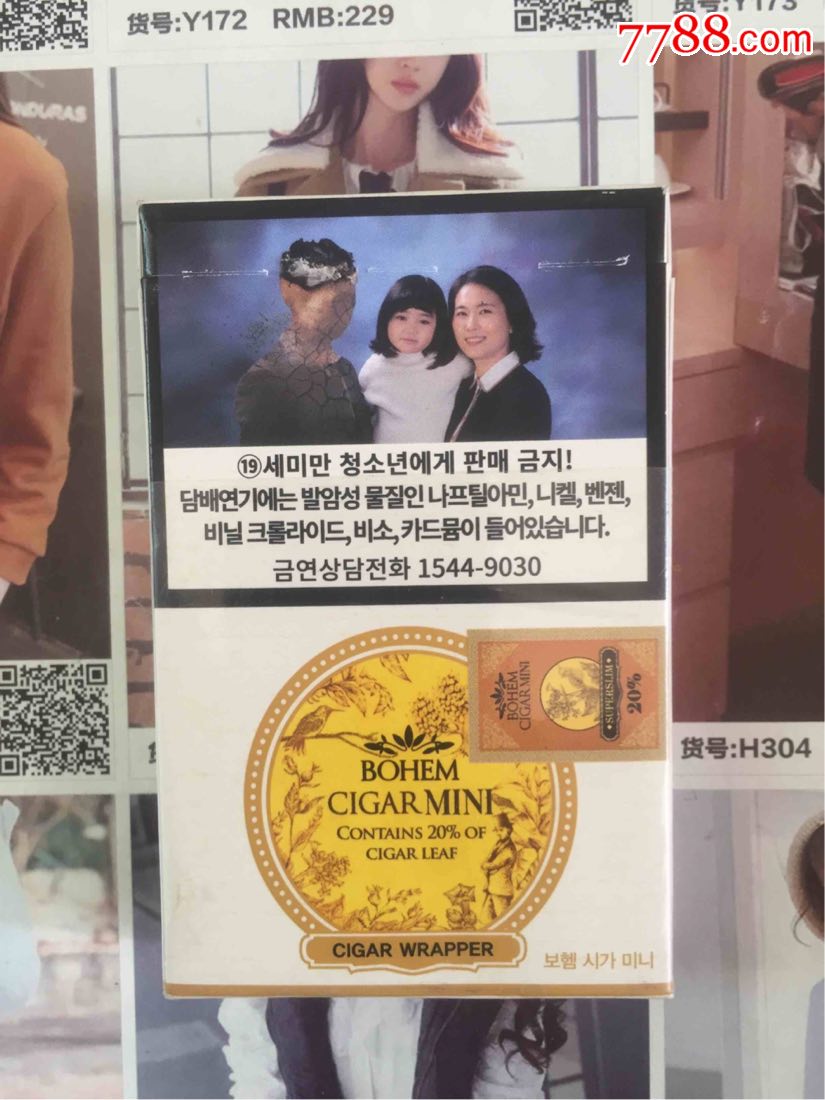 货号:Y172 RMB:229
货号:Y173
7788.com
ONDURAS
⑲세미만 청소년에게 판매 금지!
담배연기에는 발암성 물질인 나프틸아민, 니켈, 벤젠,
비닐 크롤라이드, 비소, 카드뮴이 들어있습니다.
금연상담전화 1544-9030
BOHEM
CIGAR MINI
SUPERSLIM
20%
BOHEM
CIGAR MINI
CONTAINS 20% OF
CIGAR LEAF
CIGAR WRAPPER
보헴 시가 미니
货号:H304